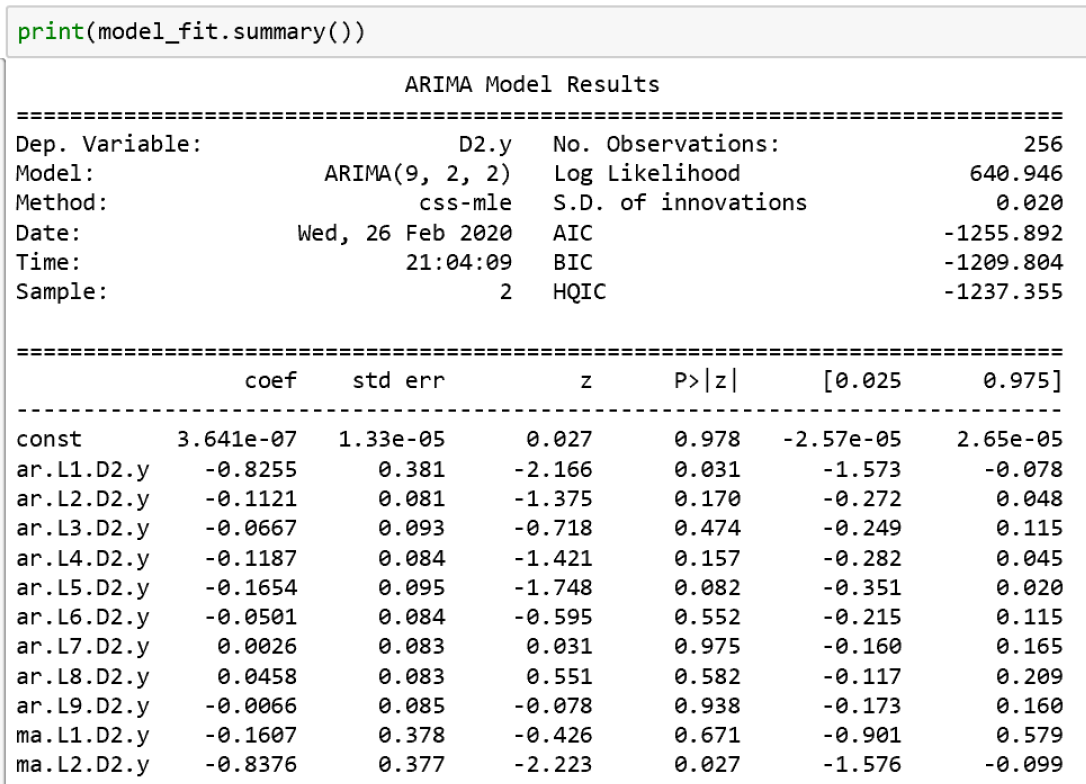 print(model_fit.summary())
ARIMA Model Results
==============================================================================
Dep. Variable: D2.y No. Observations: 256
Model: ARIMA(9, 2, 2) Log Likelihood 640.946
Method: css-mle S.D. of innovations 0.020
Date: Wed, 26 Feb 2020 AIC -1255.892
Time: 21:04:09 BIC -1209.804
Sample: 2 HQIC -1237.355
==============================================================================
coef std err z P>|z| [0.025 0.975]
------------------------------------------------------------------------------
const 3.641e-07 1.33e-05 0.027 0.978 -2.57e-05 2.65e-05
ar.L1.D2.y -0.8255 0.381 -2.166 0.031 -1.573 -0.078
ar.L2.D2.y -0.1121 0.081 -1.375 0.170 -0.272 0.048
ar.L3.D2.y -0.0667 0.093 -0.718 0.474 -0.249 0.115
ar.L4.D2.y -0.1187 0.084 -1.421 0.157 -0.282 0.045
ar.L5.D2.y -0.1654 0.095 -1.748 0.082 -0.351 0.020
ar.L6.D2.y -0.0501 0.084 -0.595 0.552 -0.215 0.115
ar.L7.D2.y 0.0026 0.083 0.031 0.975 -0.160 0.165
ar.L8.D2.y 0.0458 0.083 0.551 0.582 -0.117 0.209
ar.L9.D2.y -0.0066 0.085 -0.078 0.938 -0.173 0.160
ma.L1.D2.y -0.1607 0.378 -0.426 0.671 -0.901 0.579
ma.L2.D2.y -0.8376 0.377 -2.223 0.027 -1.576 -0.099